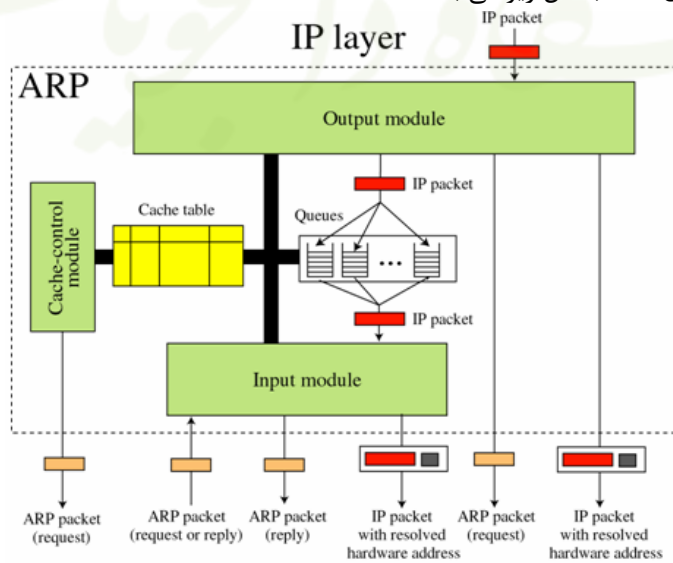 IP packet
IP layer
ARP
Output module
IP packet
Cache table
Queues
Cache-control
module
IP packet
Input module
ARP packet
(request)
ARP packet
(request or reply)
ARP packet
(reply)
IP packet
with resolved
hardware address
ARP packet
(request)
IP packet
with resolved
hardware address